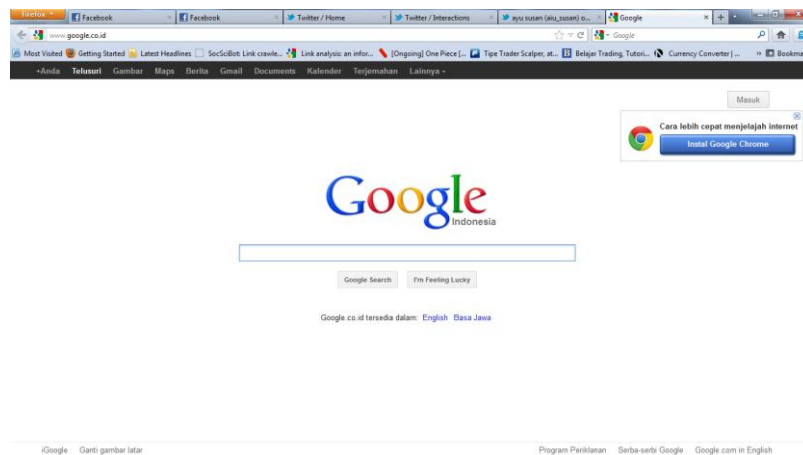 Firefox
Facebook Facebook Twitter / Home Twitter / Interactions ayu susan (aiu_susan) o... Google
www.google.co.id Google
Most Visited Getting Started Latest Headlines SocSciBot: Link crawle... Link analysis: an infor... [Ongoing] One Piece [... Tipe Trader Scalper, at... Belajar Trading, Tutori... Currency Converter | ... » Bookma
+Anda Telusuri Gambar Maps Berita Gmail Documents Kalender Terjemahan Lainnya
Masuk
Cara lebih cepat menjelajah internet
Instal Google Chrome
Google
Indonesia
Google Search I'm Feeling Lucky
Google.co.id tersedia dalam: English Basa Jawa
iGoogle Ganti gambar latar Program Periklanan Serba-serbi Google Google.com in English